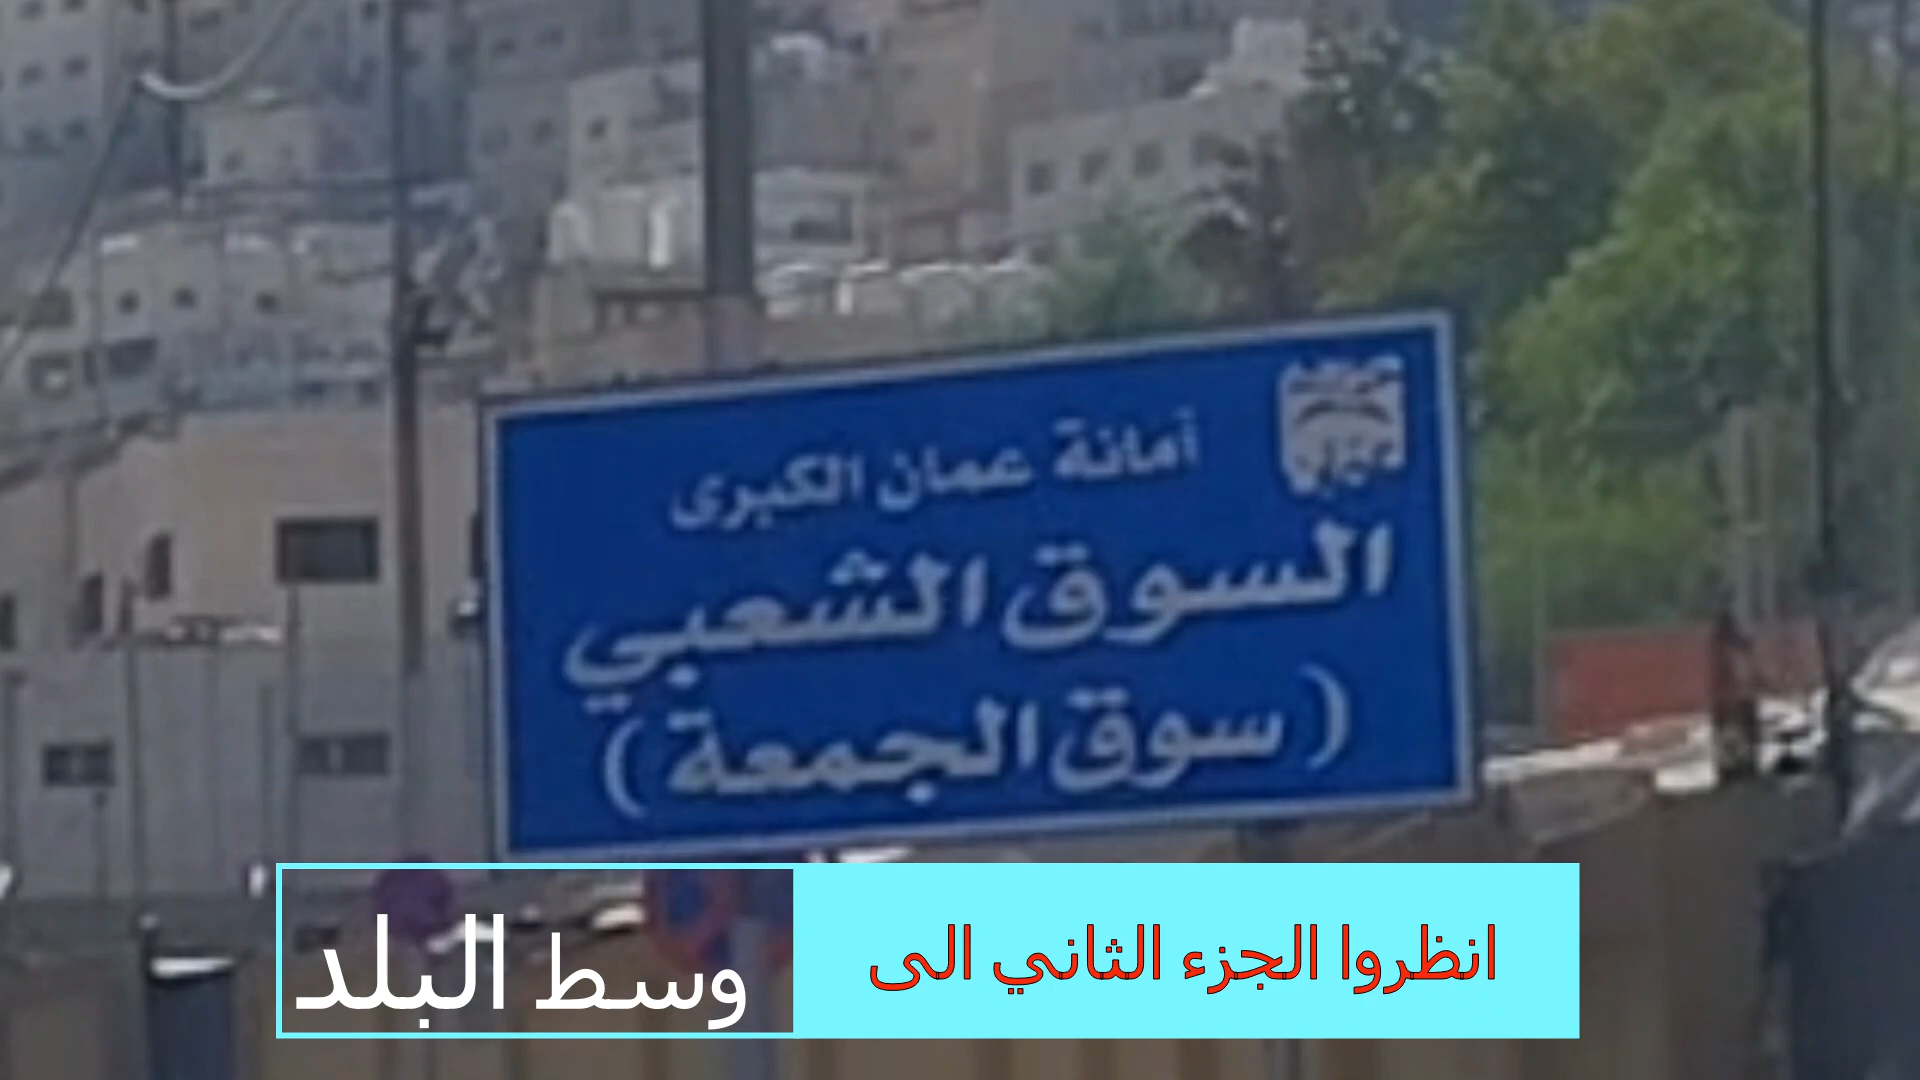 أمانة عمان الكبرى
السوق الشعبي
(سوق الجمعة)
انظروا الجزء الثاني الى
وسط البلد